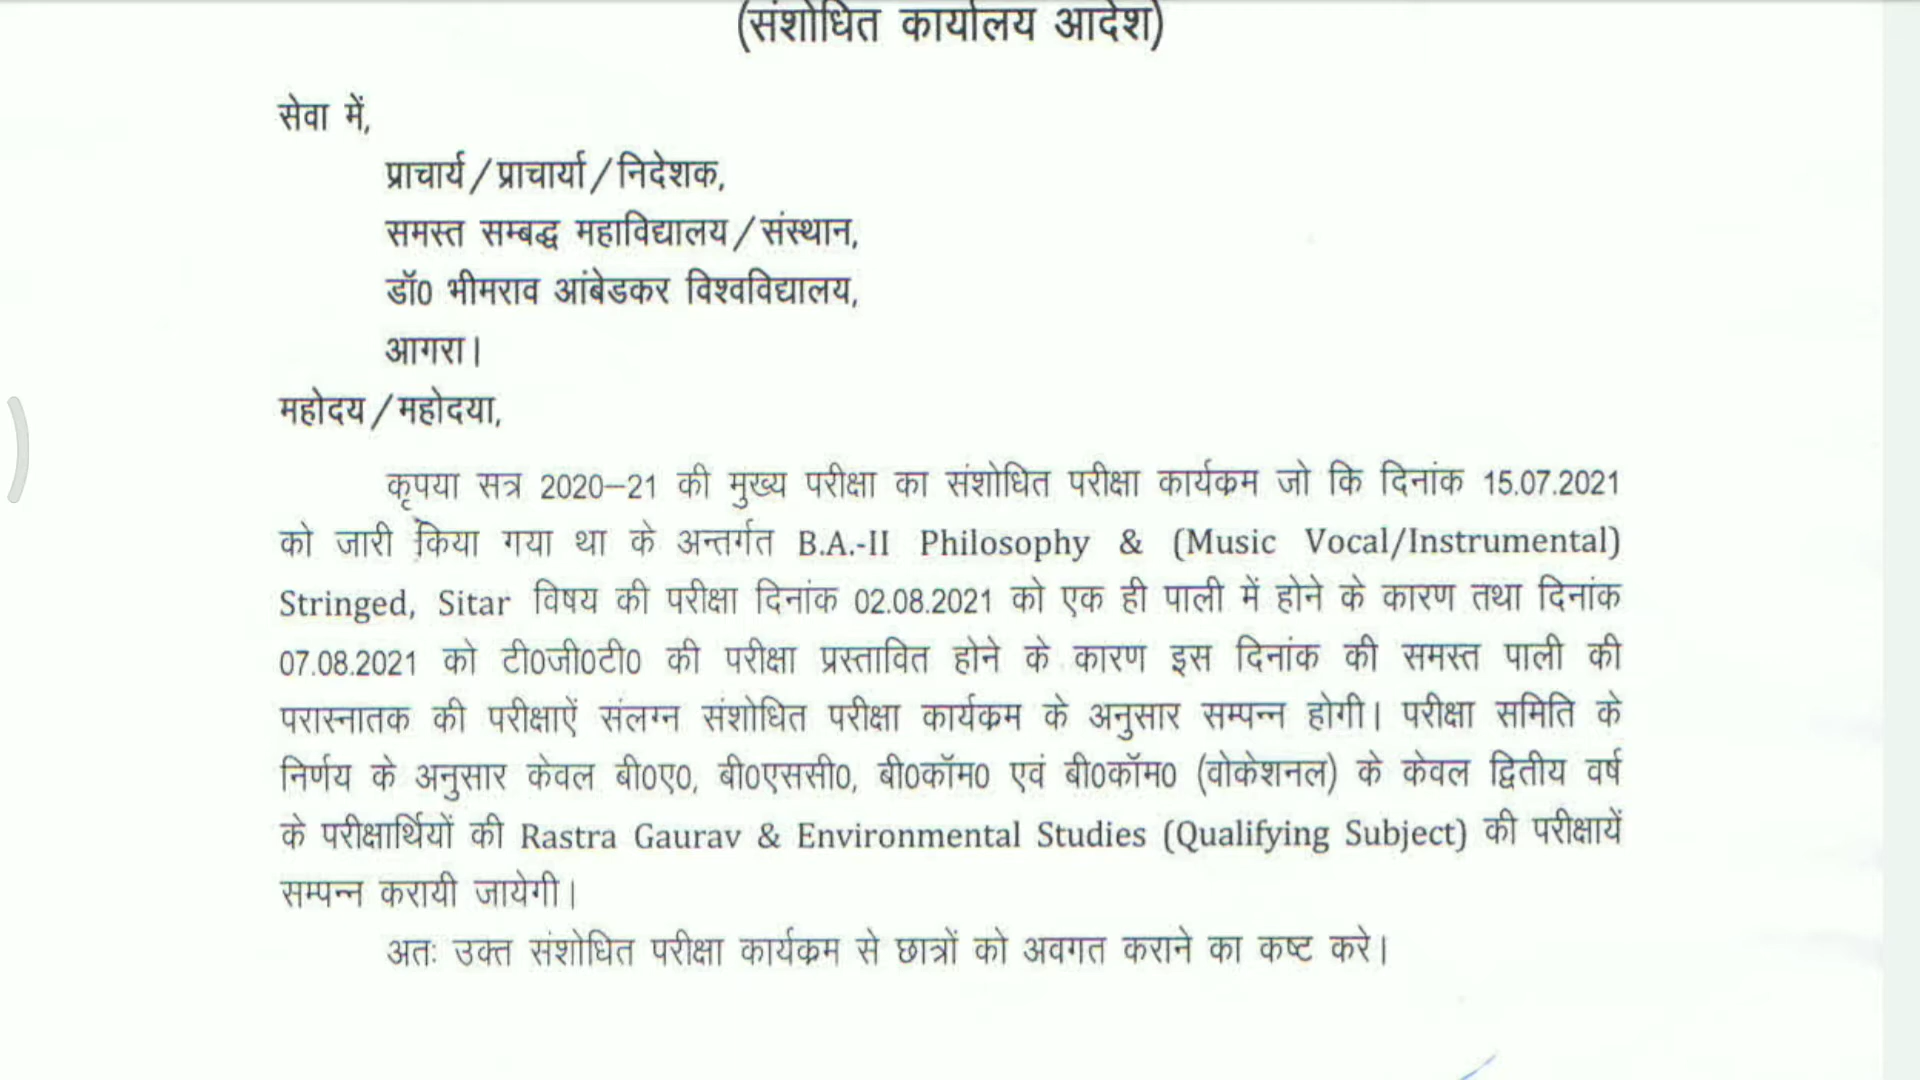 (संशोधित कार्यालय आदेश)
सेवा में,
प्राचार्य/प्राचार्या/निदेशक,
समस्त सम्बद्ध महाविद्यालय/संस्थान,
डॉ0 भीमराव आंबेडकर विश्वविद्यालय,
आगरा।
महोदय/महोदया,
कृपया सत्र 2020–21 की मुख्य परीक्षा का संशोधित परीक्षा कार्यक्रम जो कि दिनांक 15.07.2021
को जारी किया गया था के अन्तर्गत B.A.-II Philosophy & (Music Vocal/Instrumental)
Stringed, Sitar विषय की परीक्षा दिनांक 02.08.2021 को एक ही पाली में होने के कारण तथा दिनांक
07.08.2021 को टी0जी0टी0 की परीक्षा प्रस्तावित होने के कारण इस दिनांक की समस्त पाली की
परास्नातक की परीक्षाऐं संलग्न संशोधित परीक्षा कार्यक्रम के अनुसार सम्पन्न होगी। परीक्षा समिति के
निर्णय के अनुसार केवल बी0ए0, बी0एससी0, बी0कॉम0 एवं बी0कॉम0 (वोकेशनल) के केवल द्वितीय वर्ष
के परीक्षार्थियों की Rastra Gaurav & Environmental Studies (Qualifying Subject) की परीक्षायें
सम्पन्न करायी जायेगी।
अतः उक्त संशोधित परीक्षा कार्यक्रम से छात्रों को अवगत कराने का कष्ट करे।